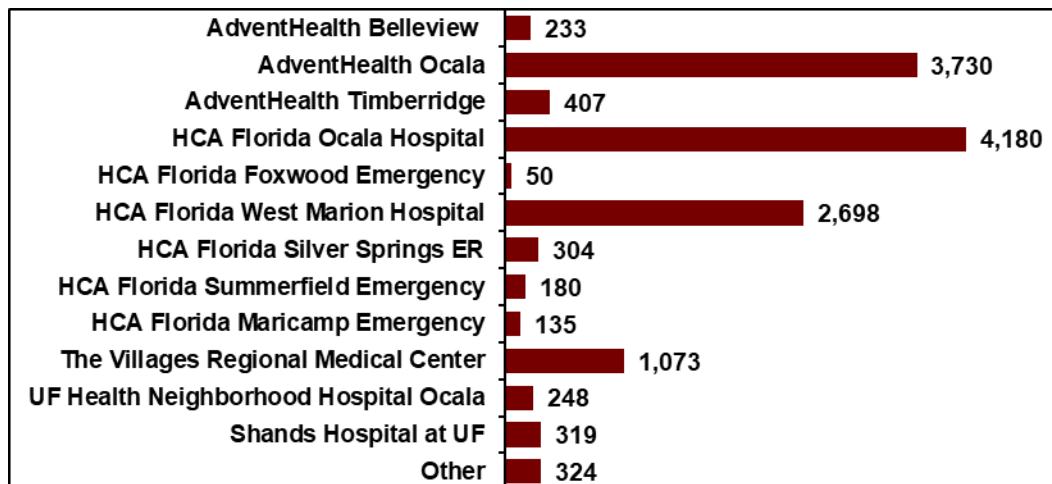 AdventHealth Belleview 233
AdventHealth Ocala 3,730
AdventHealth Timberridge 407
HCA Florida Ocala Hospital 4,180
HCA Florida Foxwood Emergency 50
HCA Florida West Marion Hospital 2,698
HCA Florida Silver Springs ER 304
HCA Florida Summerfield Emergency 180
HCA Florida Maricamp Emergency 135
The Villages Regional Medical Center 1,073
UF Health Neighborhood Hospital Ocala 248
Shands Hospital at UF 319
Other 324